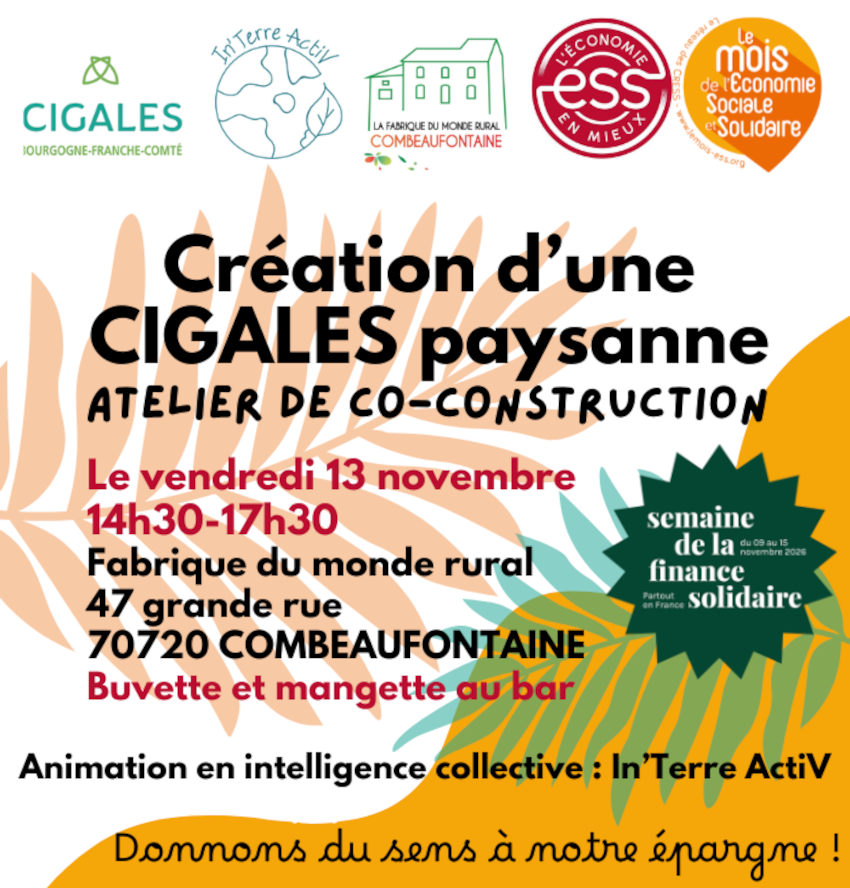 CIGALES
BOURGOGNE-FRANCHE-COMTÉ
In'Terre ActiV
LA FABRIQUE DU MONDE RURAL
COMBEAUFONTAINE
L'ÉCONOMIE
ess
EN MIEUX
Le réseau des CRESS - www.lemois-ess.org
Le
mois
de l'Économie
Sociale
et Solidaire
Création d'une
CIGALES paysanne
ATELIER DE CO-CONSTRUCTION
Le vendredi 13 novembre
14h30-17h30
Fabrique du monde rural
47 grande rue
70720 COMBEAUFONTAINE
Buvette et mangette au bar
semaine
de la
du 09 au 15
novembre 2026
finance
Partout
en France
solidaire
Animation en intelligence collective : In'Terre ActiV
Donnons du sens à notre épargne !